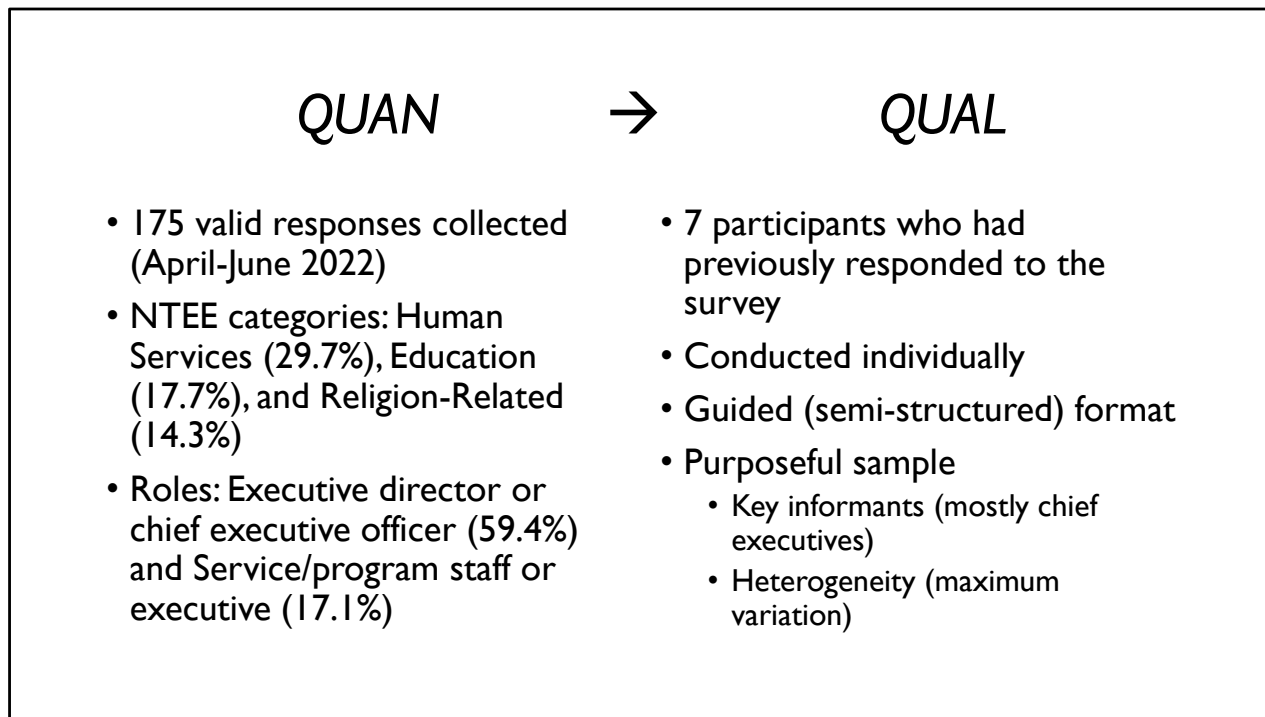 QUAN → QUAL
• 175 valid responses collected
(April-June 2022)
• NTEE categories: Human
Services (29.7%), Education
(17.7%), and Religion-Related
(14.3%)
• Roles: Executive director or
chief executive officer (59.4%)
and Service/program staff or
executive (17.1%)
• 7 participants who had
previously responded to the
survey
• Conducted individually
• Guided (semi-structured) format
• Purposeful sample
• Key informants (mostly chief
executives)
• Heterogeneity (maximum
variation)